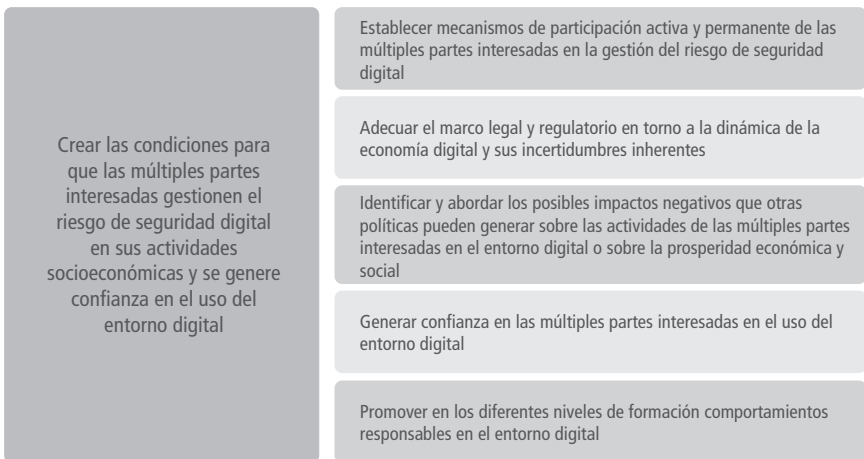 Crear las condiciones para
que las múltiples partes
interesadas gestionen el
riesgo de seguridad digital
en sus actividades
socioeconómicas y se genere
confianza en el uso del
entorno digital
Establecer mecanismos de participación activa y permanente de las
múltiples partes interesadas en la gestión del riesgo de seguridad
digital
Adecuar el marco legal y regulatorio en torno a la dinámica de la
economía digital y sus incertidumbres inherentes
Identificar y abordar los posibles impactos negativos que otras
políticas pueden generar sobre las actividades de las múltiples partes
interesadas en el entorno digital o sobre la prosperidad económica y
social
Generar confianza en las múltiples partes interesadas en el uso del
entorno digital
Promover en los diferentes niveles de formación comportamientos
responsables en el entorno digital